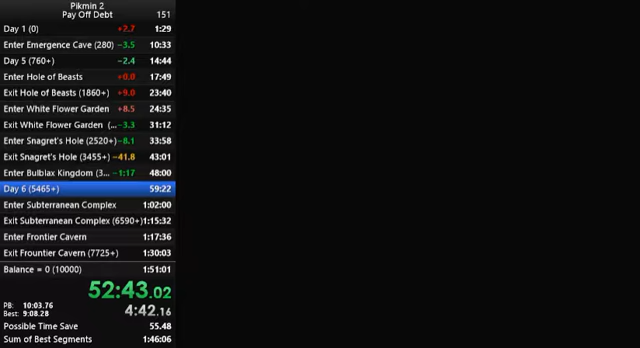 Pikmin 2
Pay Off Debt 151
Day 1 (0) +2.7 1:29
Enter Emergence Cave (280) −3.5 10:33
Day 5 (760+) −2.4 14:44
Enter Hole of Beasts +0.0 17:49
Exit Hole of Beasts (1860+) +9.0 23:40
Enter White Flower Garden +8.5 24:35
Exit White Flower Garden (... −3.3 31:12
Enter Snagret's Hole (2520+) −8.1 33:58
Exit Snagret's Hole (3455+) −41.8 43:01
Enter Bulblax Kingdom (3... −1:17 48:00
Day 6 (5465+) 59:22
Enter Subterranean Complex 1:02:00
Exit Subterranean Complex (6590+) 1:15:32
Enter Frontier Cavern 1:17:36
Exit Frountier Cavern (7725+) 1:30:03
Balance = 0 (10000) 1:51:01
52:43.02
PB: 10:03.76
Best: 9:08.28
4:42.16
Possible Time Save 55.48
Sum of Best Segments 1:46:06